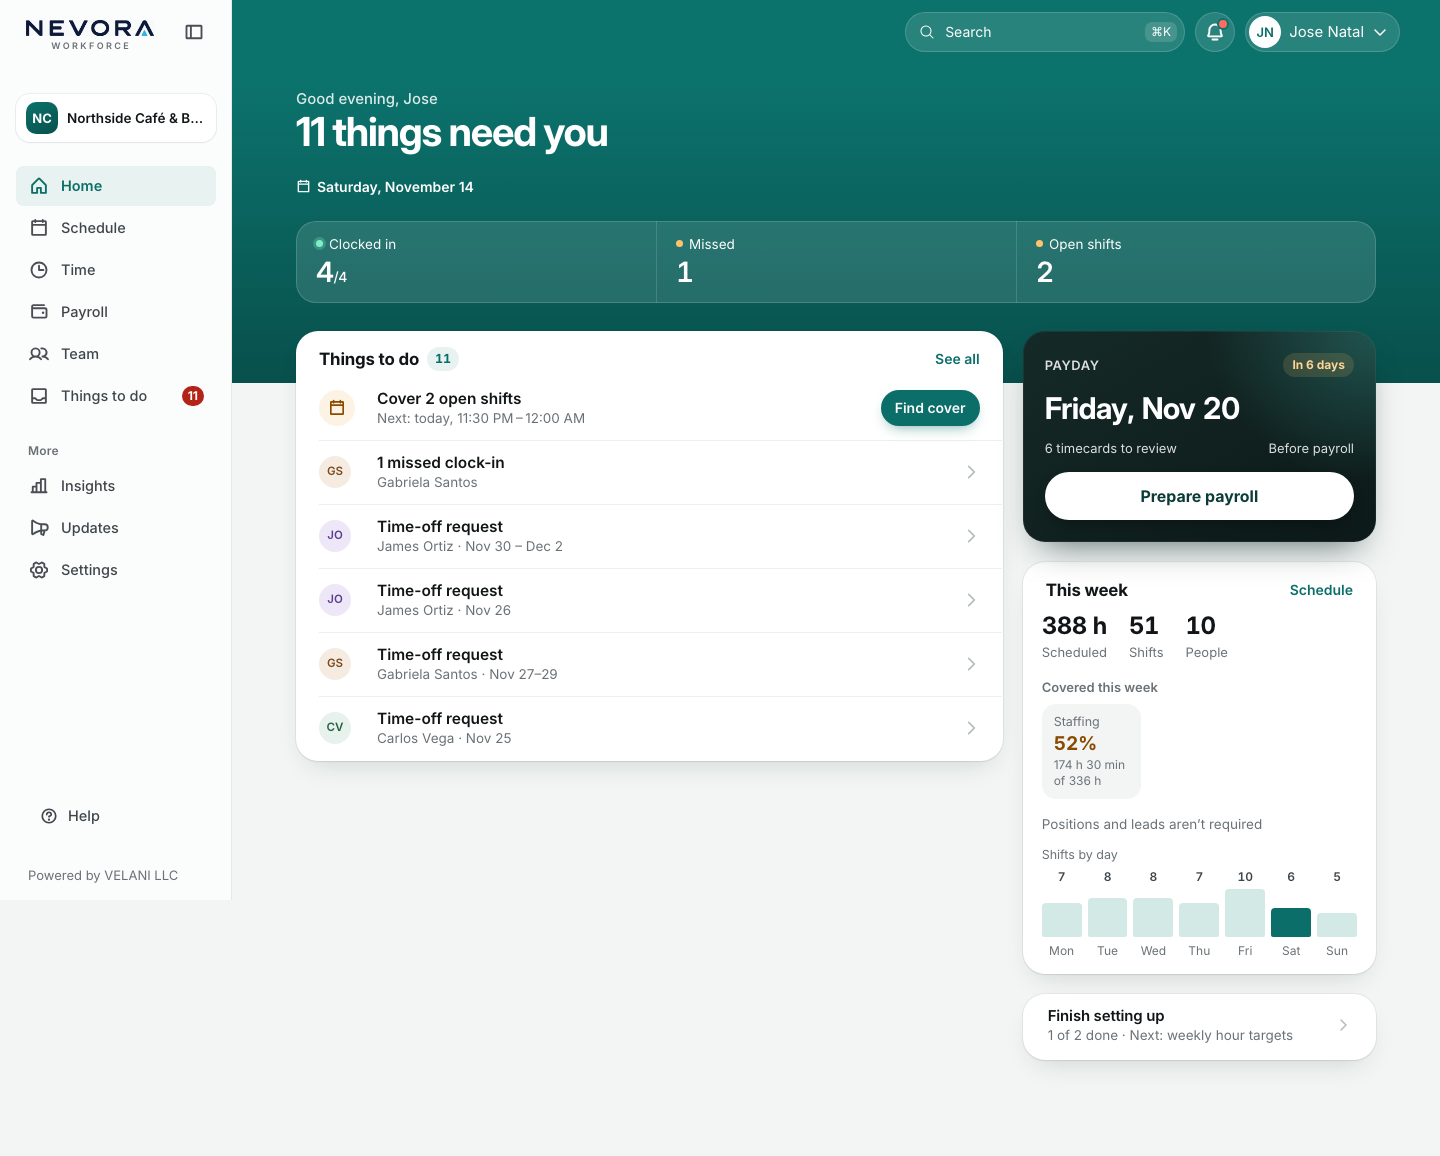 NEVORA
WORKFORCE
Search
⌘K
JN
Jose Natal
NC
Northside Café & B...
Home
Schedule
Time
Payroll
Team
Things to do
11
More
Insights
Updates
Settings
Help
Powered by VELANI LLC
Good evening, Jose
11 things need you
Saturday, November 14
Clocked in
4/4
Missed
1
Open shifts
2
Things to do
11
See all
Cover 2 open shifts
Next: today, 11:30 PM – 12:00 AM
Find cover
GS
1 missed clock-in
Gabriela Santos
JO
Time-off request
James Ortiz · Nov 30 – Dec 2
JO
Time-off request
James Ortiz · Nov 26
GS
Time-off request
Gabriela Santos · Nov 27–29
CV
Time-off request
Carlos Vega · Nov 25
PAYDAY
In 6 days
Friday, Nov 20
6 timecards to review
Before payroll
Prepare payroll
This week
Schedule
388 h 51 10
Scheduled Shifts People
Covered this week
Staffing
52%
174 h 30 min
of 336 h
Positions and leads aren’t required
Shifts by day
7 8 8 7 10 6 5
Mon Tue Wed Thu Fri Sat Sun
Finish setting up
1 of 2 done · Next: weekly hour targets